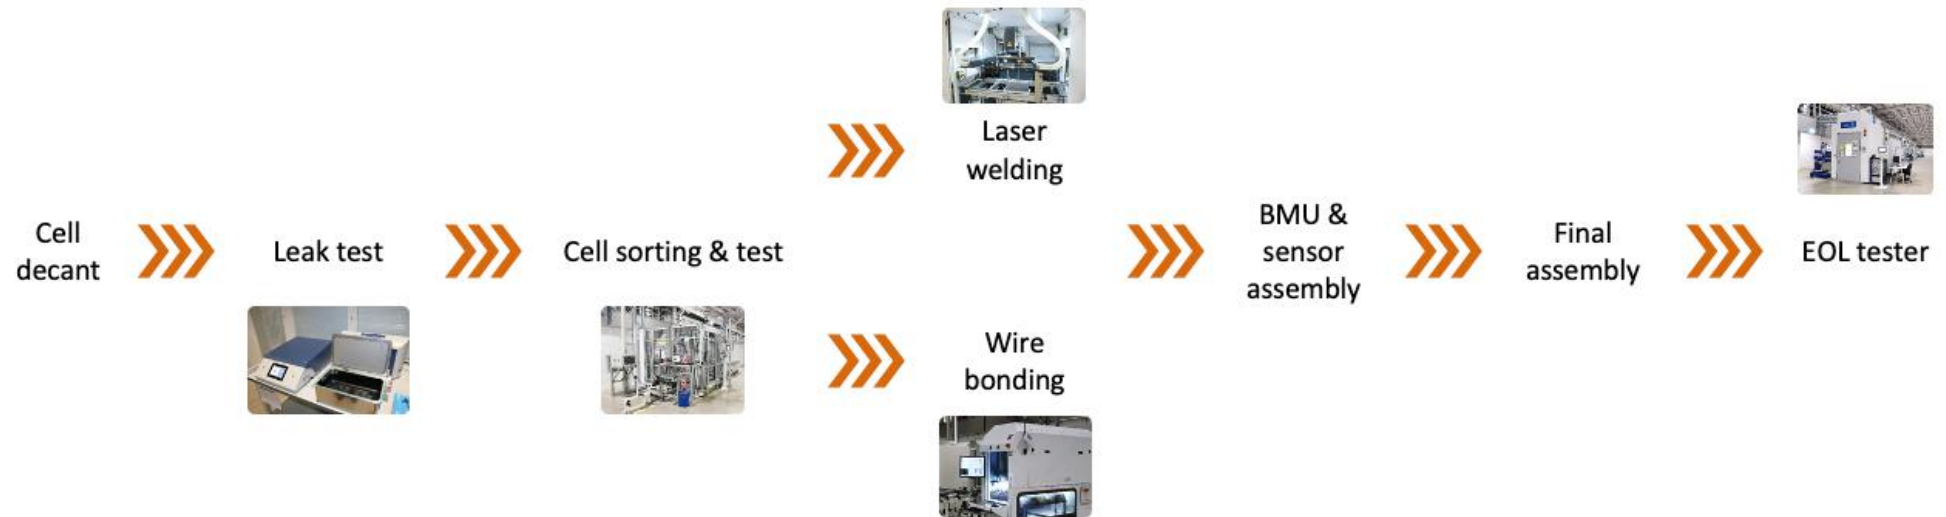 Cell
decant
Leak test
Cell sorting & test
Laser
welding
Wire
bonding
BMU &
sensor
assembly
Final
assembly
EOL tester